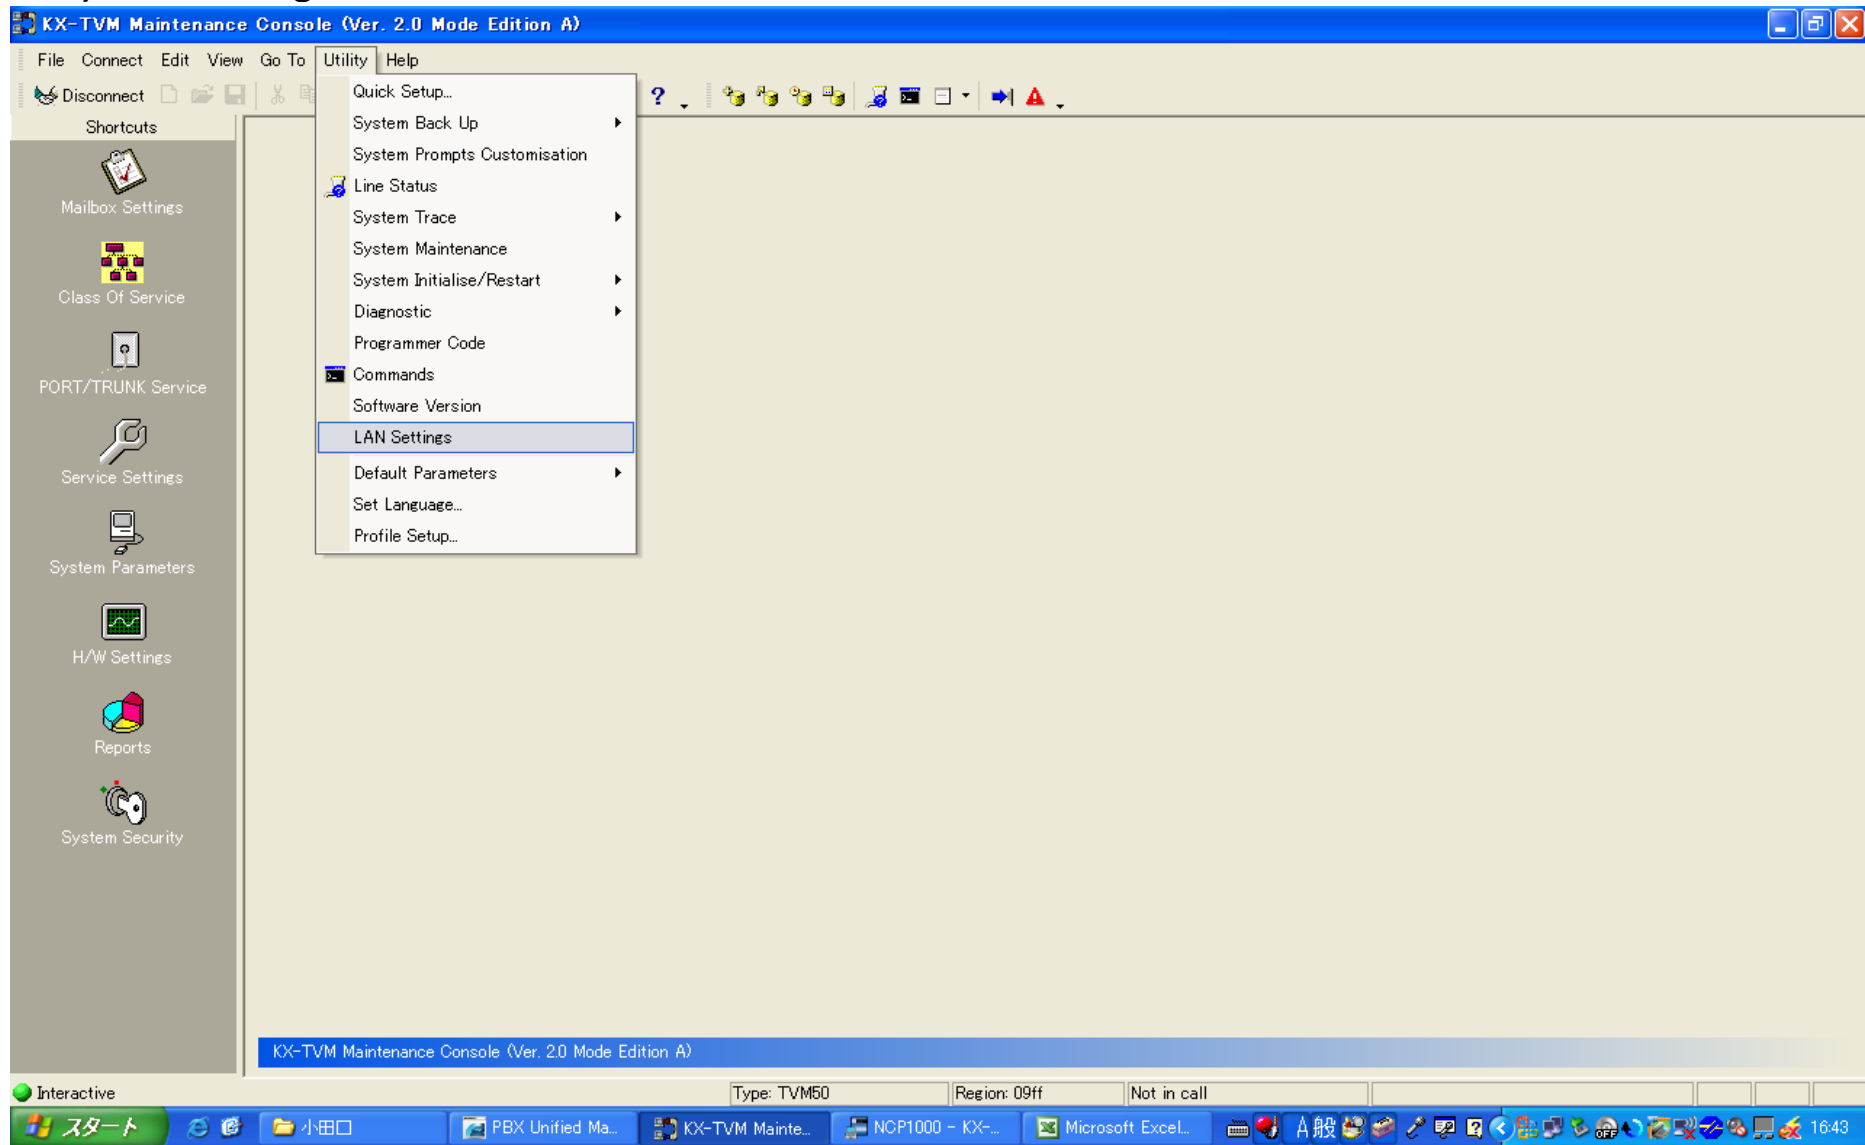 KX-TVM Maintenance Console (Ver. 2.0 Mode Edition A)
File Connect Edit View Go To Utility Help
Disconnect
Shortcuts
Mailbox Settings
Class Of Service
PORT/TRUNK Service
Service Settings
System Parameters
H/W Settings
Reports
System Security
Quick Setup...
System Back Up
System Prompts Customisation
Line Status
System Trace
System Maintenance
System Initialise/Restart
Diagnostic
Programmer Code
Commands
Software Version
LAN Settings
Default Parameters
Set Language...
Profile Setup...
KX-TVM Maintenance Console (Ver. 2.0 Mode Edition A)
Interactive Type: TVM50 Region: 09ff Not in call
スタート 小田口 PBX Unified Ma... KX-TVM Mainte... NCP1000 - KX-... Microsoft Excel... A 般 OFF 16:43